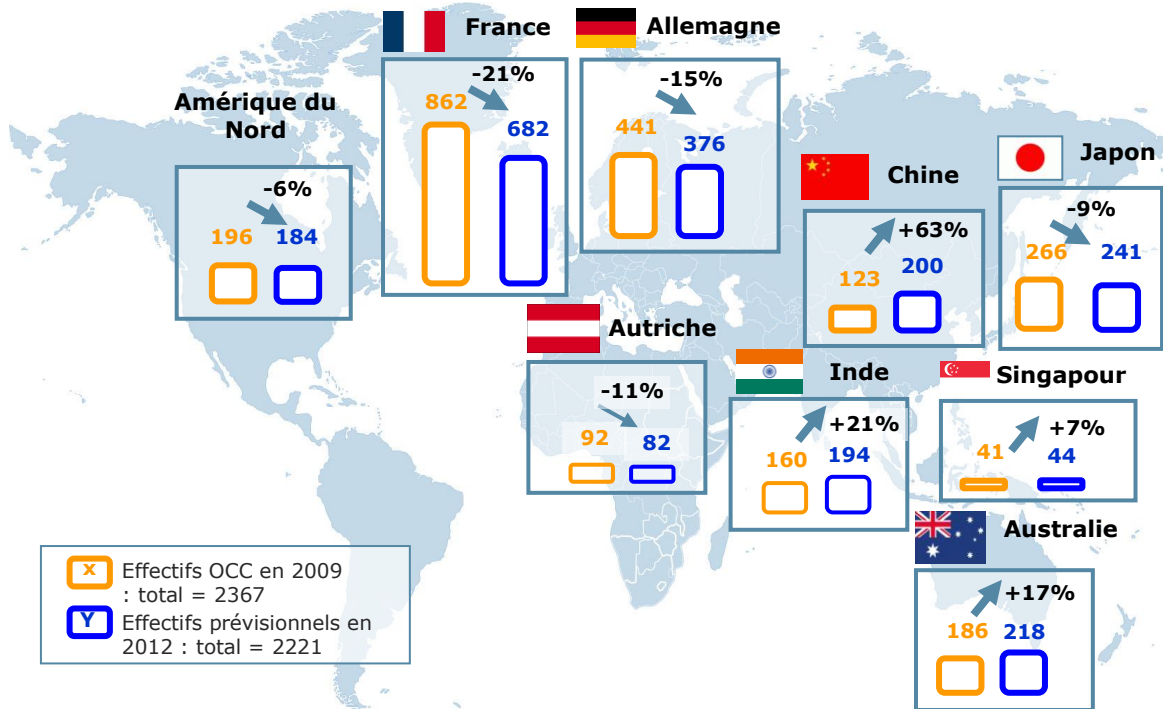 France
-21%
862
682
Allemagne
-15%
441
376
Amérique du
Nord
-6%
196
184
Chine
+63%
123
200
Japon
-9%
266
241
Autriche
-11%
92
82
Inde
+21%
160
194
Singapour
+7%
41
44
Australie
+17%
186
218
X
Effectifs OCC en 2009
: total = 2367
Y
Effectifs prévisionnels en
2012 : total = 2221